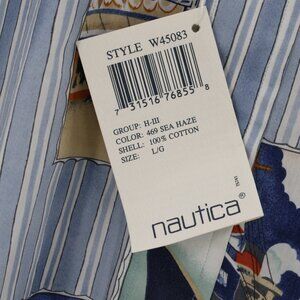 STYLE W45083
7 31516 76855 8
GROUP: H-III
COLOR: 469 SEA HAZE
SHELL: 100% COTTON
SIZE: L/G
nautica®